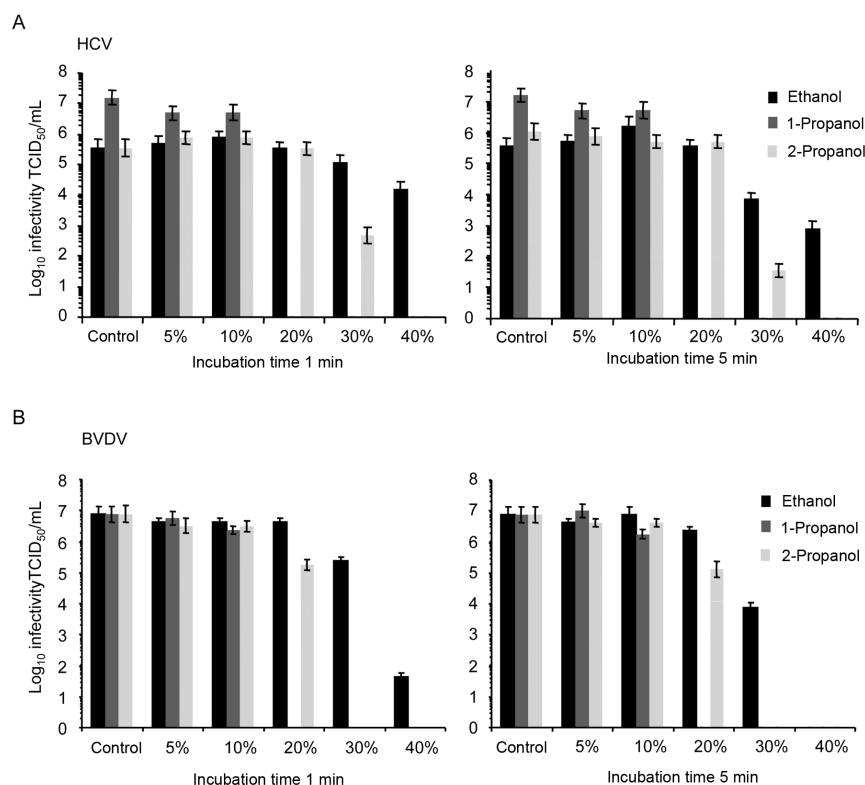 A
HCV
8
7
6
5
4
3
2
1
0
Log₁₀ infectivity TCID₅₀/mL
Control 5% 10% 20% 30% 40%
Incubation time 1 min
8
7
6
5
4
3
2
1
0
Control 5% 10% 20% 30% 40%
Incubation time 5 min
Ethanol
1-Propanol
2-Propanol
B
BVDV
8
7
6
5
4
3
2
1
0
Log₁₀ infectivityTCID₅₀/mL
Control 5% 10% 20% 30% 40%
Incubation time 1 min
8
7
6
5
4
3
2
1
0
Control 5% 10% 20% 30% 40%
Incubation time 5 min
Ethanol
1-Propanol
2-Propanol